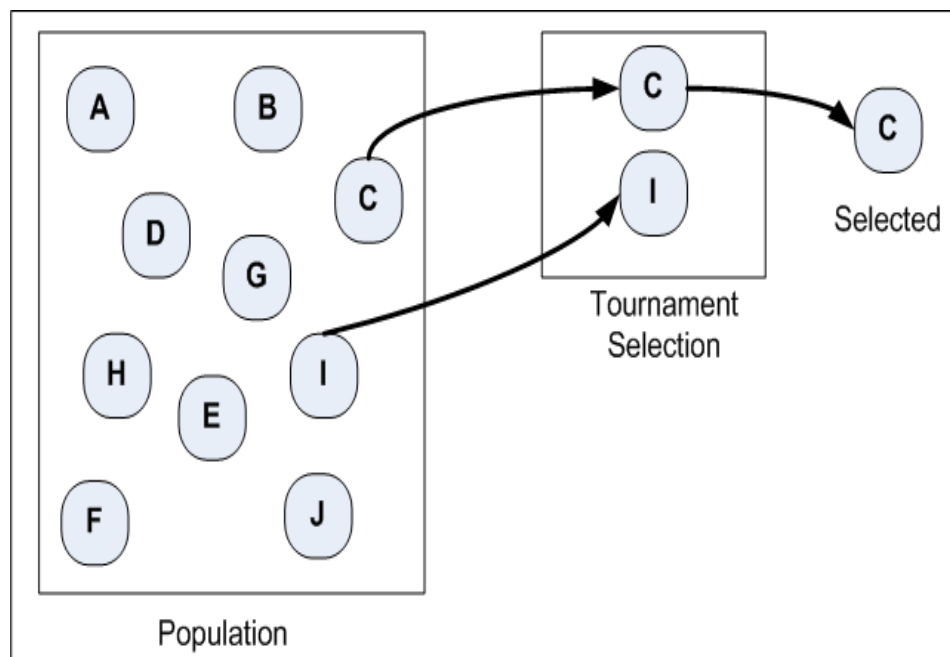 A
B
C
D
G
H
I
E
F
J
Population
C
I
Tournament
Selection
C
Selected